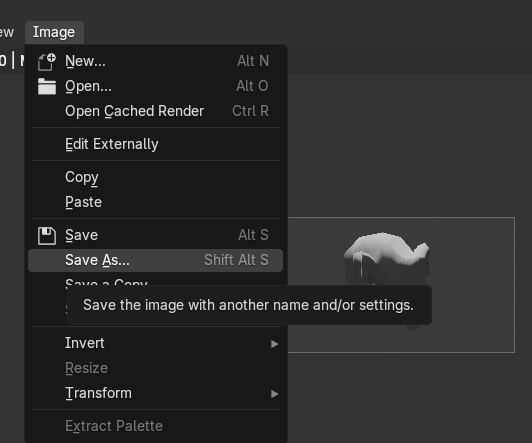 ew Image
0 |
New... Alt N
Open... Alt O
Open Cached Render Ctrl R
Edit Externally
Copy
Paste
Save Alt S
Save As... Shift Alt S
Save a Copy
Save the image with another name and/or settings.
Invert
Resize
Transform
Extract Palette